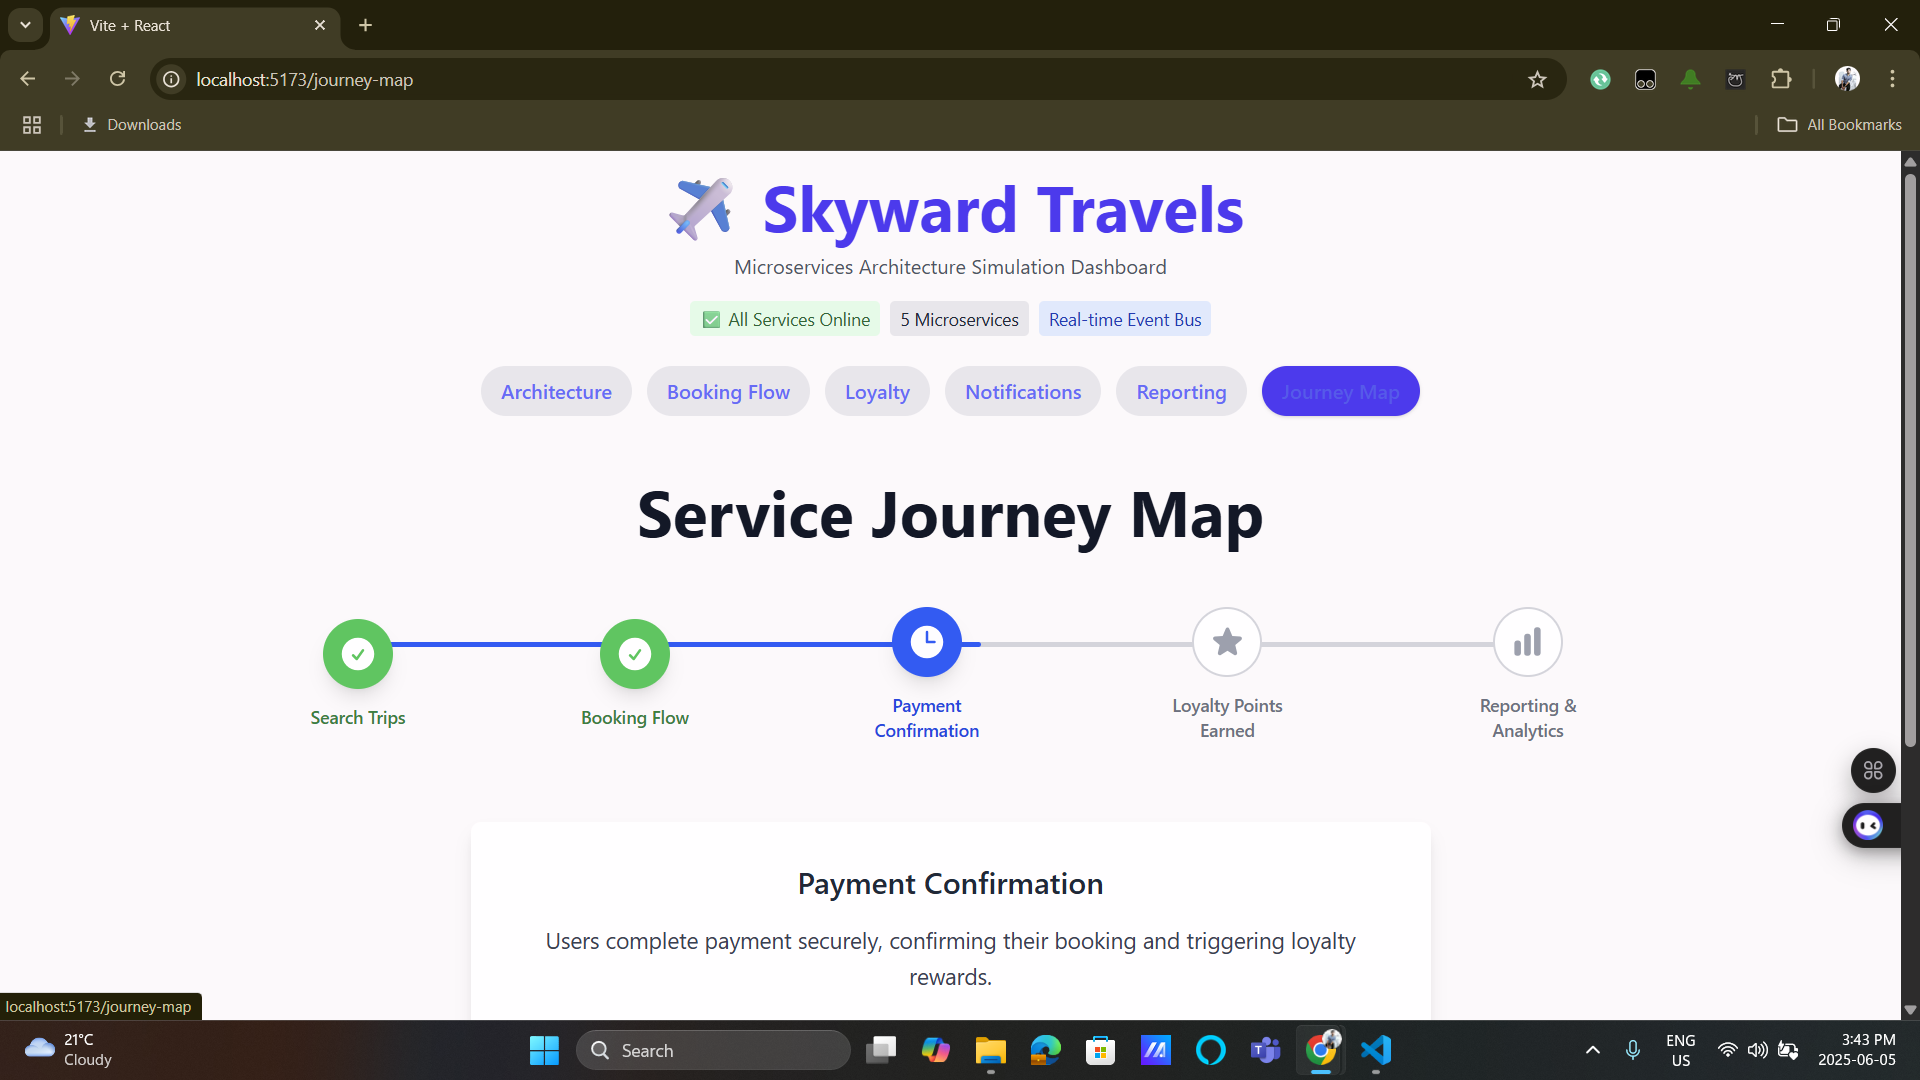 Vite + React
localhost:5173/journey-map
Downloads
All Bookmarks
Skyward Travels
Microservices Architecture Simulation Dashboard
All Services Online
5 Microservices
Real-time Event Bus
Architecture
Booking Flow
Loyalty
Notifications
Reporting
Journey Map
Service Journey Map
Search Trips
Booking Flow
Payment
Confirmation
Loyalty Points
Earned
Reporting &
Analytics
Payment Confirmation
Users complete payment securely, confirming their booking and triggering loyalty
rewards.
localhost:5173/journey-map
21°C
Cloudy
Search
ENG
US
3:43 PM
2025-06-05